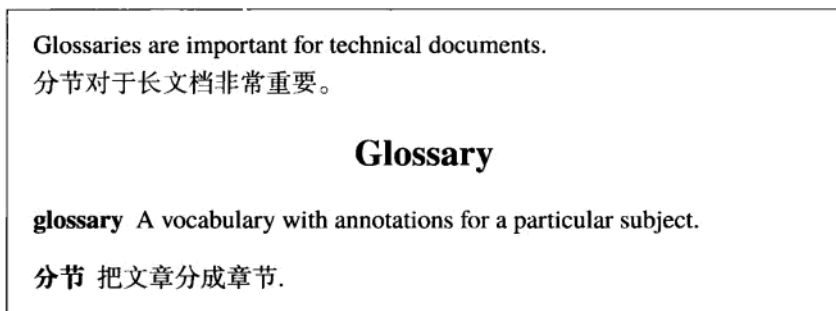 Glossaries are important for technical documents.
分节对于长文档非常重要。
Glossary
glossary A vocabulary with annotations for a particular subject.
分节 把文章分成章节.